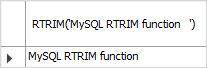 RTRIM('MySQL RTRIM function   ')
MySQL RTRIM function